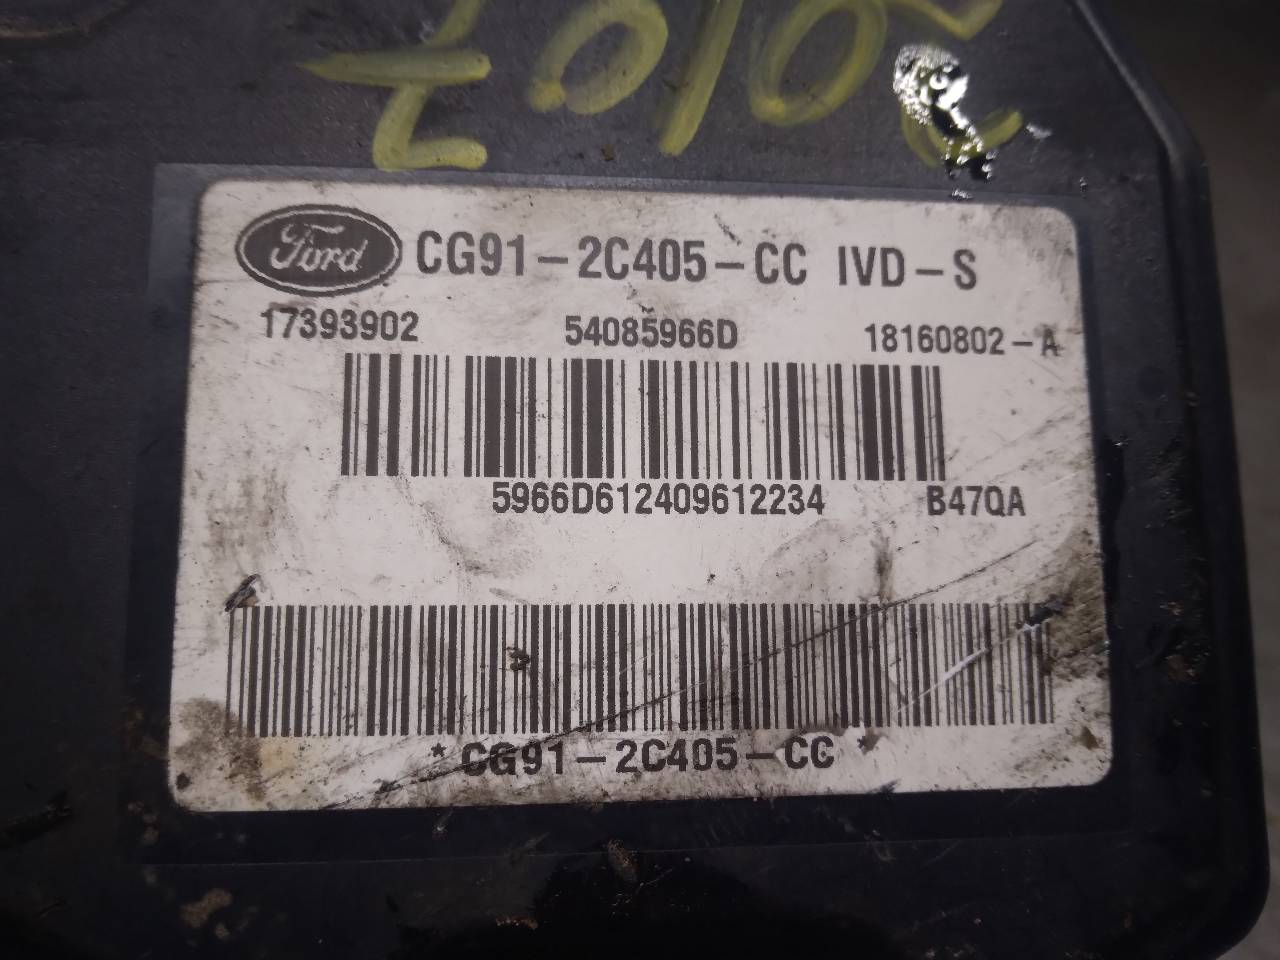 Ford CG91-2C405-CC IVD-S
17393902 54085966D 18160802-A
5966D612409612234 B47QA
*CG91-2C405-CC*